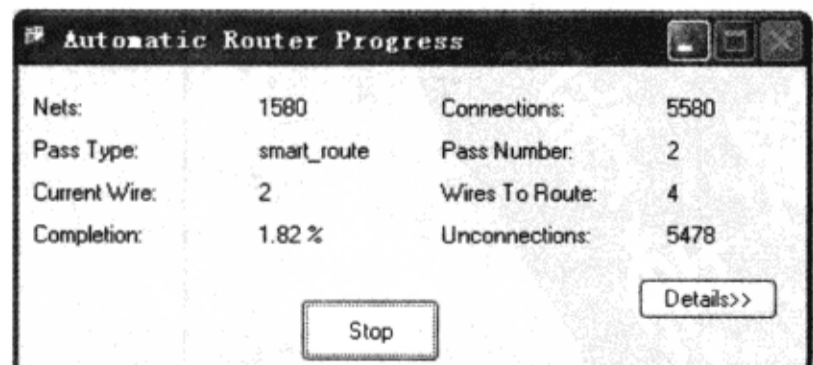 Automatic Router Progress
Nets: 1580 Connections: 5580
Pass Type: smart_route Pass Number: 2
Current Wire: 2 Wires To Route: 4
Completion: 1.82 % Unconnections: 5478
Details>>
Stop